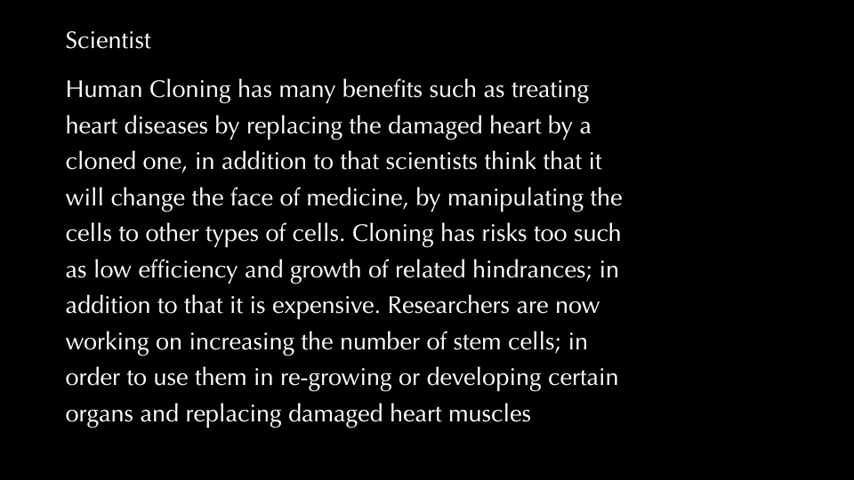 Scientist
Human Cloning has many benefits such as treating
heart diseases by replacing the damaged heart by a
cloned one, in addition to that scientists think that it
will change the face of medicine, by manipulating the
cells to other types of cells. Cloning has risks too such
as low efficiency and growth of related hindrances; in
addition to that it is expensive. Researchers are now
working on increasing the number of stem cells; in
order to use them in re-growing or developing certain
organs and replacing damaged heart muscles